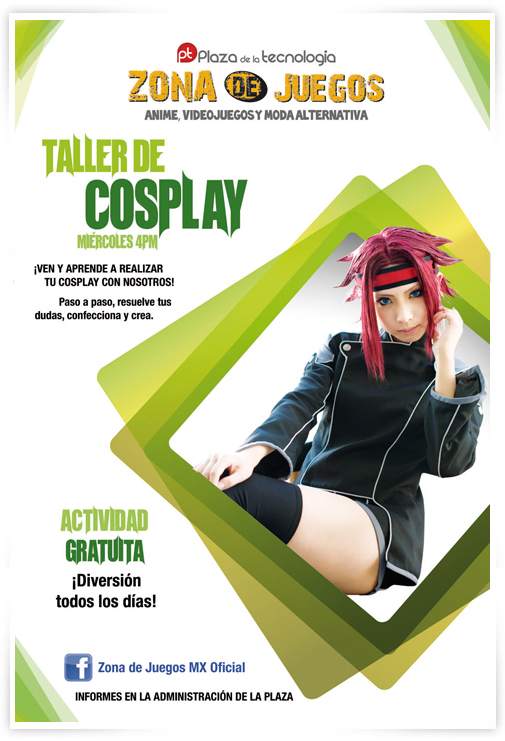 pt Plaza de la tecnología
ZONA DE JUEGOS
ANIME, VIDEOJUEGOS Y MODA ALTERNATIVA
TALLER DE
COSPLAY
MIÉRCOLES 4PM
¡VEN Y APRENDE A REALIZAR
TU COSPLAY CON NOSOTROS!
Paso a paso, resuelve tus
dudas, confecciona y crea.
ACTIVIDAD
GRATUITA
¡Diversión
todos los días!
f Zona de Juegos MX Oficial
INFORMES EN LA ADMINISTRACIÓN DE LA PLAZA